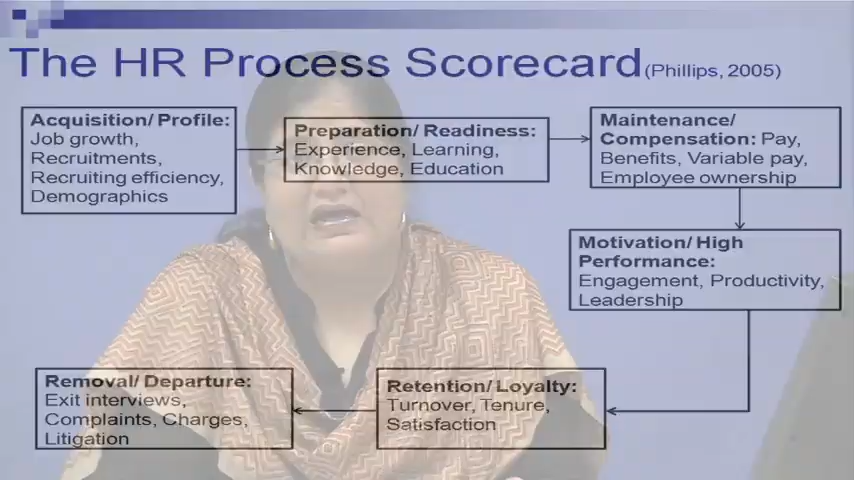 The HR Process Scorecard (Phillips, 2005)
Acquisition/ Profile:
Job growth,
Recruitments,
Recruiting efficiency,
Demographics
Preparation/ Readiness:
Experience, Learning,
Knowledge, Education
Maintenance/
Compensation: Pay,
Benefits, Variable pay,
Employee ownership
Motivation/ High
Performance:
Engagement, Productivity,
Leadership
Retention/ Loyalty:
Turnover, Tenure,
Satisfaction
Removal/ Departure:
Exit interviews,
Complaints, Charges,
Litigation